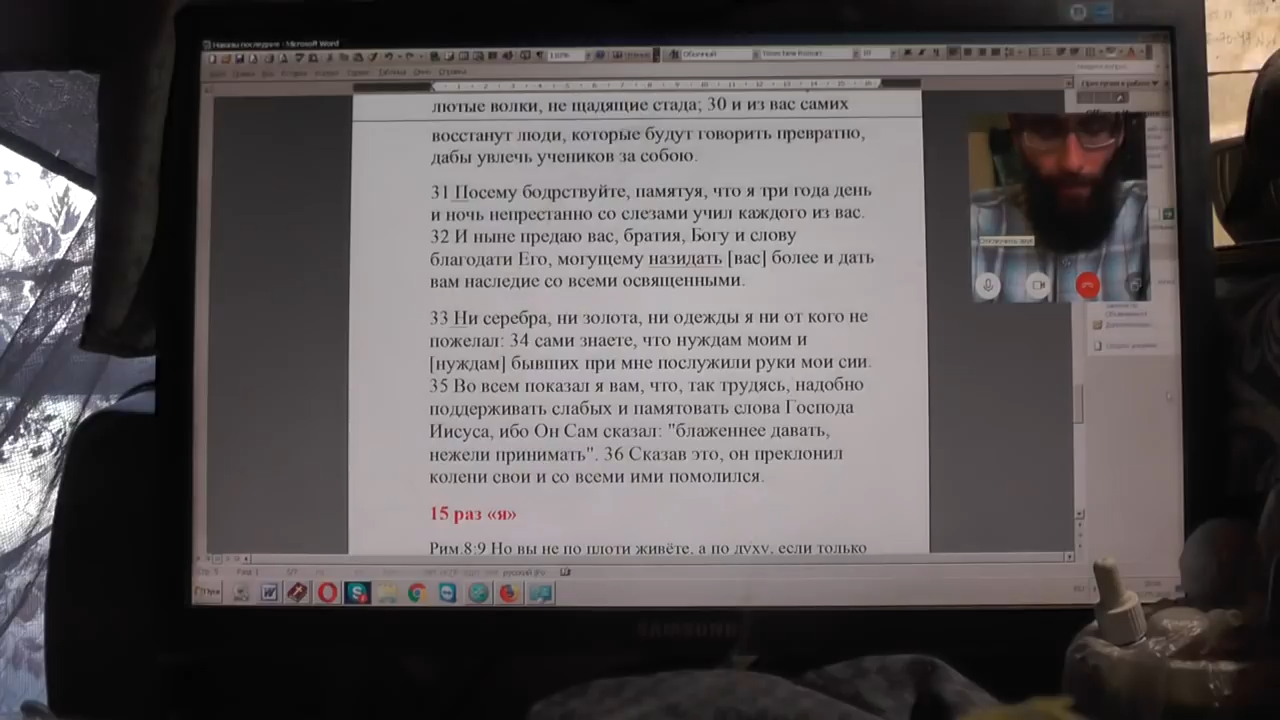 Наказы последние - Microsoft Word
лютые волки, не щадящие стада; 30 и из вас самих
восстанут люди, которые будут говорить превратно,
дабы увлечь учеников за собою.
31 Посему бодрствуйте, памятуя, что я три года день
и ночь непрестанно со слезами учил каждого из вас.
32 И ныне предаю вас, братия, Богу и слову
благодати Его, могущему назидать [вас] более и дать
вам наследие со всеми освященными.
33 Ни серебра, ни золота, ни одежды я ни от кого не
пожелал: 34 сами знаете, что нуждам моим и
[нуждам] бывших при мне послужили руки мои сии.
35 Во всем показал я вам, что, так трудясь, надобно
поддерживать слабых и памятовать слова Господа
Иисуса, ибо Он Сам сказал: "блаженнее давать,
нежели принимать". 36 Сказав это, он преклонил
колени свои и со всеми ими помолился.
15 раз «я»
Рим.8:9 Но вы не по плоти живёте, а по духу, если только
Отключить звук
SAMSUNG